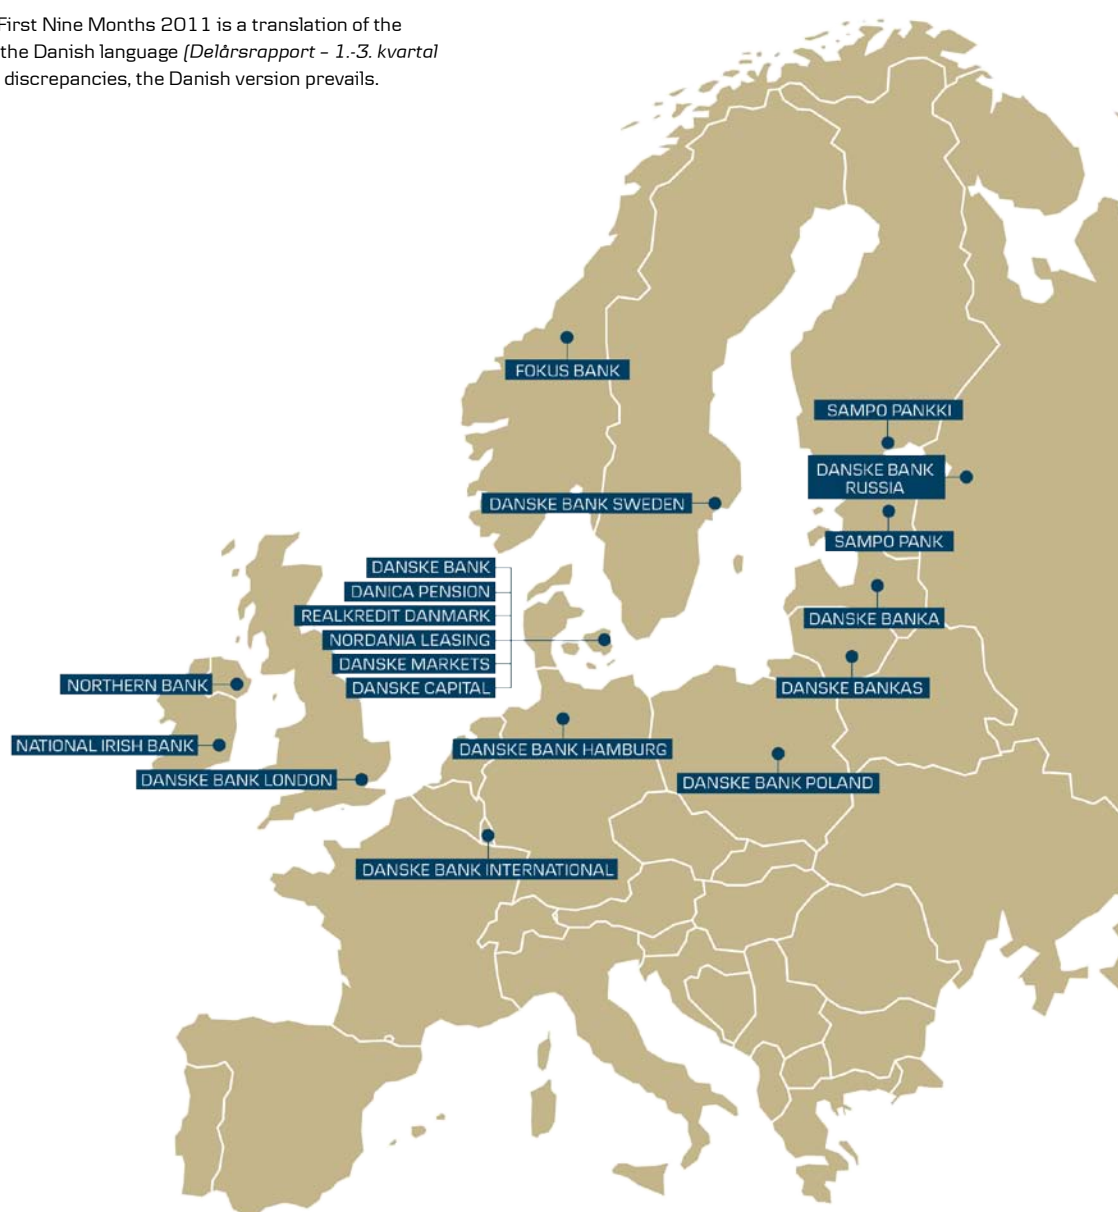 First Nine Months 2011 is a translation of the
the Danish language (Delårsrapport – 1.-3. kvartal
discrepancies, the Danish version prevails.
FOKUS BANK
SAMPO PANKKI
DANSKE BANK
RUSSIA
DANSKE BANK SWEDEN
SAMPO PANK
DANSKE BANK
DANICA PENSION
REALKREDIT DANMARK
NORDANIA LEASING
DANSKE MARKETS
DANSKE CAPITAL
DANSKE BANKA
DANSKE BANKAS
NORTHERN BANK
NATIONAL IRISH BANK
DANSKE BANK LONDON
DANSKE BANK HAMBURG
DANSKE BANK POLAND
DANSKE BANK INTERNATIONAL